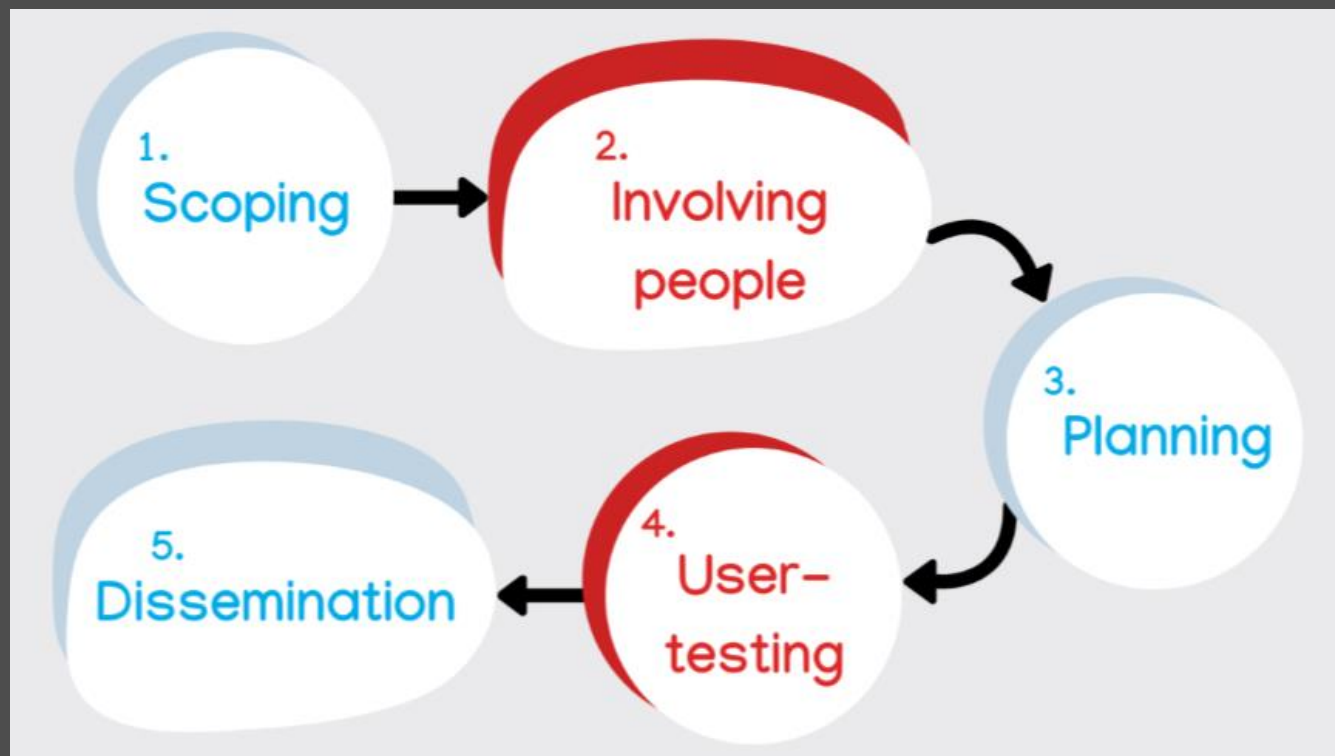 1.
Scoping
2.
Involving
people
3.
Planning
4.
User-
testing
5.
Dissemination